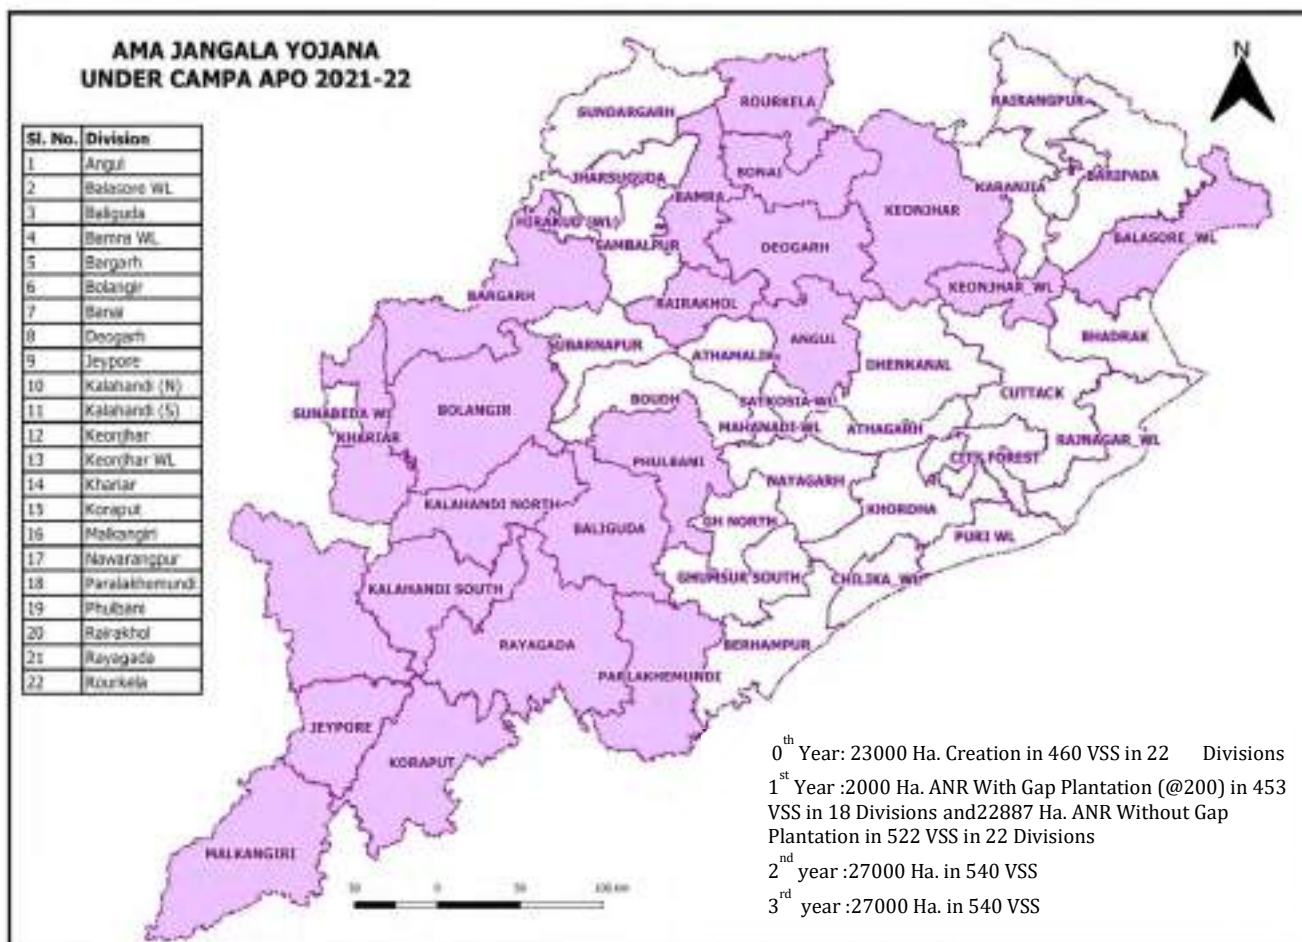 AMA JANGALA YOJANA
UNDER CAMPA APO 2021-22
N
Sl. No. Division
1 Angul
2 Balasore WL
3 Baliguda
4 Bamra WL
5 Bargarh
6 Bolangir
7 Bonai
8 Deogarh
9 Jeypore
10 Kalahandi (N)
11 Kalahandi (S)
12 Keonjhar
13 Keonjhar WL
14 Khariar
15 Koraput
16 Malkangiri
17 Nawarangpur
18 Paralakhemundi
19 Phulbani
20 Rairakhol
21 Rayagada
22 Rourkela
ROURKELA
SUNDARGARH
RAIRANGPUR
JHARSUGUDA
BONAI
BAMRA
KARANJIA
BARIPADA
KEONJHAR
HIRAKUD (WL)
SAMBALPUR
DEOGARH
BALASORE_WL
BARGARH
RAIRAKHOL
KEONJHAR_WL
SUBARNAPUR
ATHAMALIK
ANGUL
DHENKANAL
BHADRAK
SUNABEDA WL
BOLANGIR
BOUDH
SATKOSIA WL
CUTTACK
KHARIAR
MAHANADI WL
ATHAGARH
RAJNAGAR_WL
PHULBANI
CITY FOREST
NAYAGARH
KALAHANDI NORTH
KHORDHA
BALIGUDA
GH NORTH
PURI WL
KALAHANDI SOUTH
GHUMSUR SOUTH
CHILIKA_WL
RAYAGADA
BERHAMPUR
PARLAKHEMUNDI
JEYPORE
KORAPUT
MALKANGIRI
50 0 50 100 km
0th Year: 23000 Ha. Creation in 460 VSS in 22 Divisions
1st Year :2000 Ha. ANR With Gap Plantation (@200) in 453
VSS in 18 Divisions and22887 Ha. ANR Without Gap
Plantation in 522 VSS in 22 Divisions
2nd year :27000 Ha. in 540 VSS
3rd year :27000 Ha. in 540 VSS